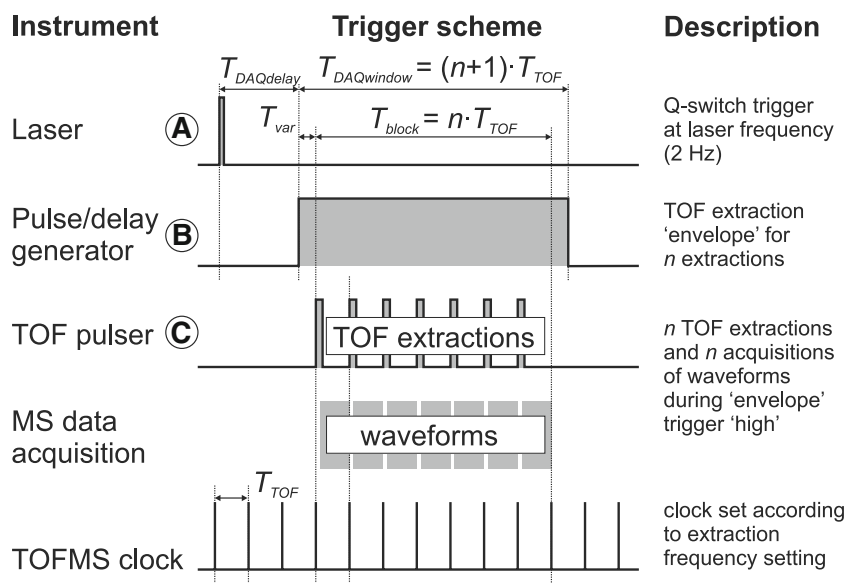 Instrument
Trigger scheme
Description
T_DAQdelay
T_DAQwindow = (n+1)·T_TOF
T_var
T_block = n·T_TOF
Laser
A
Q-switch trigger
at laser frequency
(2 Hz)
Pulse/delay
generator
B
TOF extraction
‘envelope’ for
n extractions
TOF pulser
C
TOF extractions
n TOF extractions
and n acquisitions
of waveforms
during ‘envelope’
trigger ‘high’
MS data
acquisition
waveforms
T_TOF
TOFMS clock
clock set according
to extraction
frequency setting